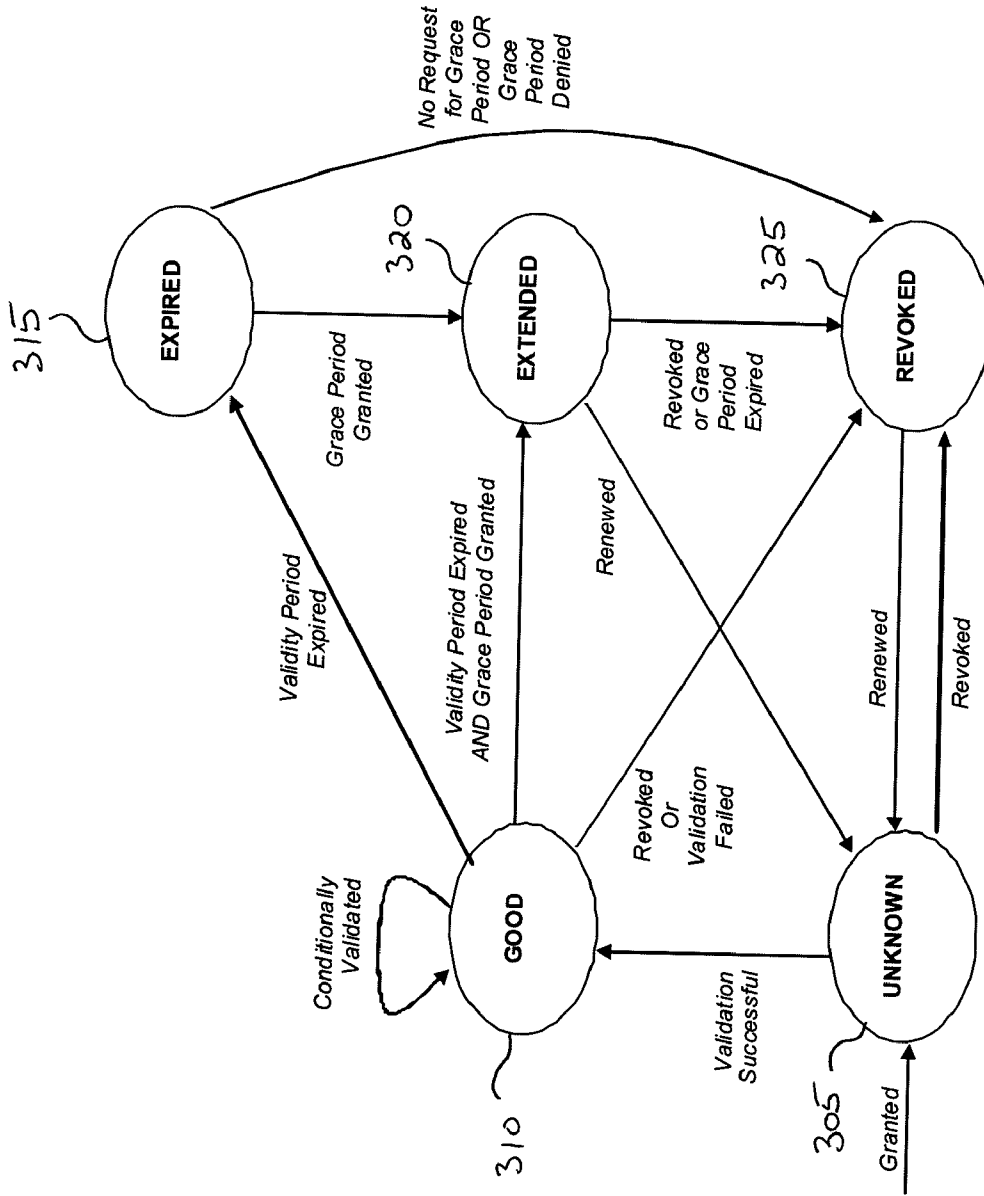 315
EXPIRED
No Request
for Grace
Period OR
Grace
Period
Denied
Grace Period
Granted
320
EXTENDED
Validity Period
Expired
Validity Period Expired
AND Grace Period Granted
Renewed
Revoked
or Grace
Period
Expired
325
REVOKED
Conditionally
Validated
GOOD
310
Revoked
Or
Validation
Failed
Renewed
Revoked
Validation
Successful
UNKNOWN
305
Granted